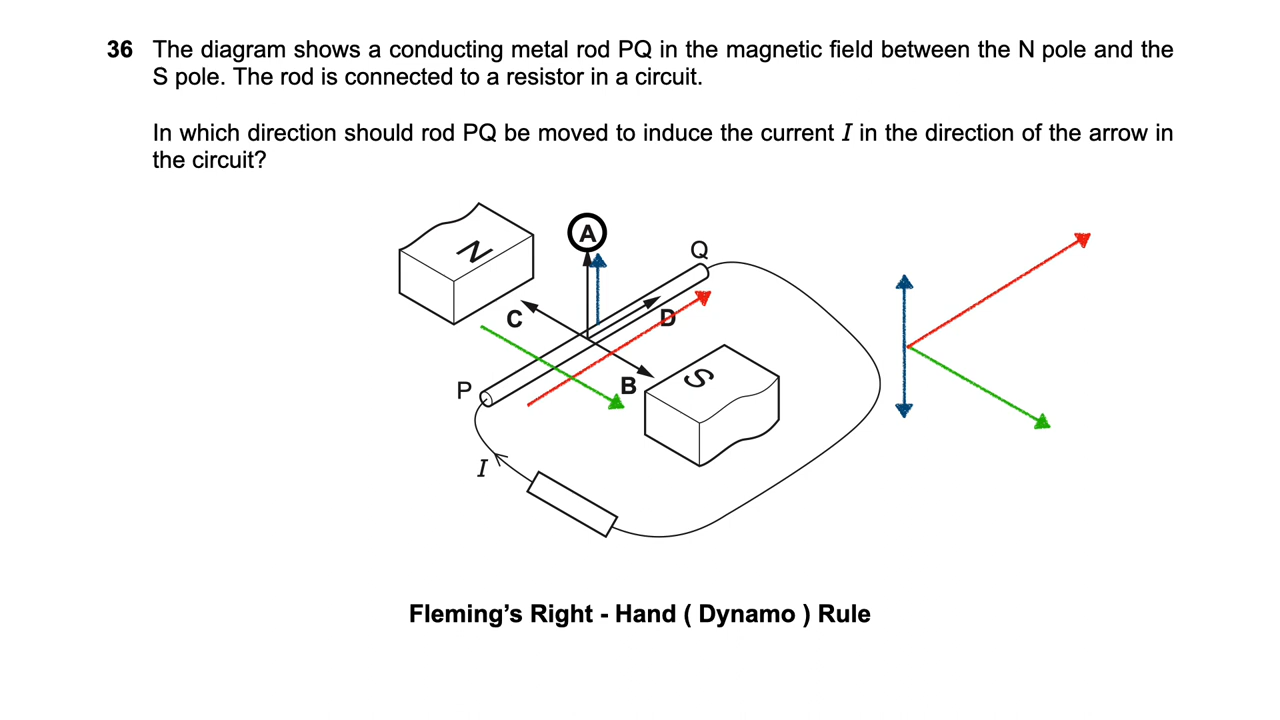 36 The diagram shows a conducting metal rod PQ in the magnetic field between the N pole and the
S pole. The rod is connected to a resistor in a circuit.
In which direction should rod PQ be moved to induce the current I in the direction of the arrow in
the circuit?
N
A
Q
C
D
P
B
S
I
Fleming's Right - Hand ( Dynamo ) Rule